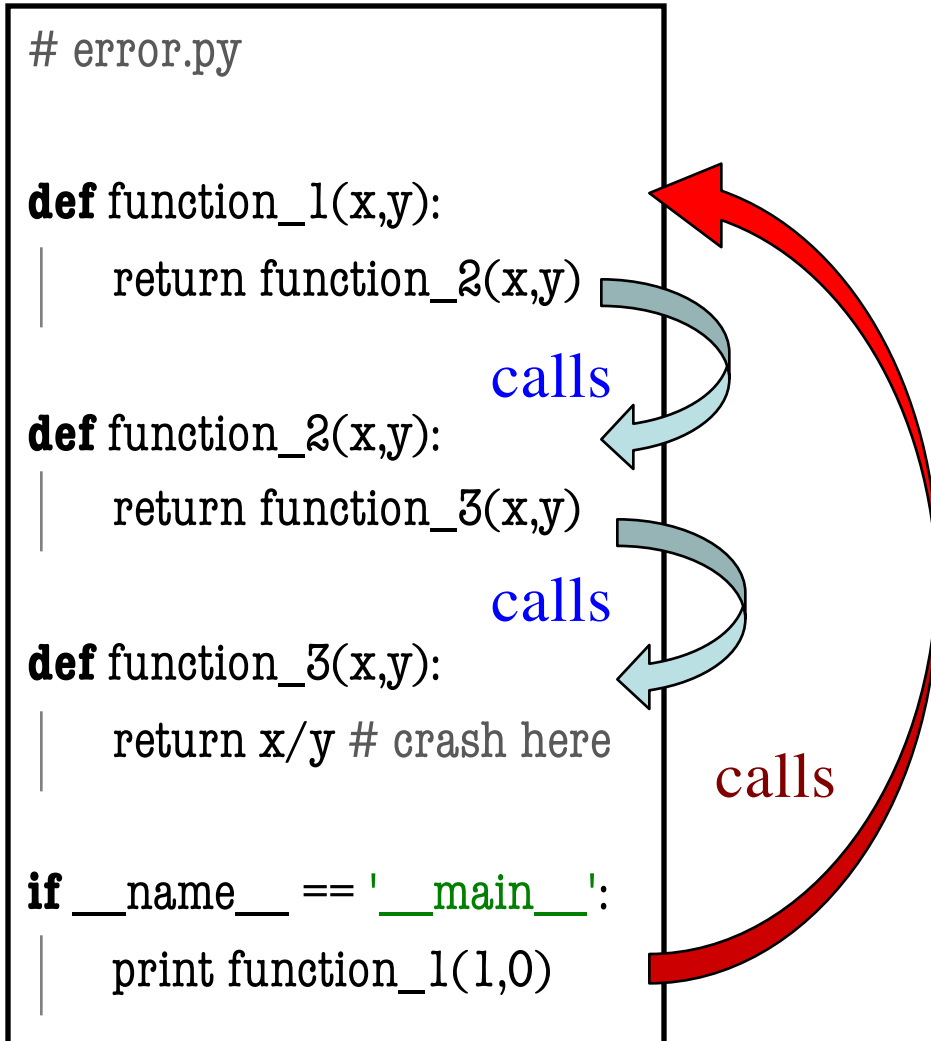 # error.py
def function_1(x,y):
return function_2(x,y)
calls
def function_2(x,y):
return function_3(x,y)
calls
def function_3(x,y):
return x/y # crash here
calls
if __name__ == '__main__':
print function_1(1,0)